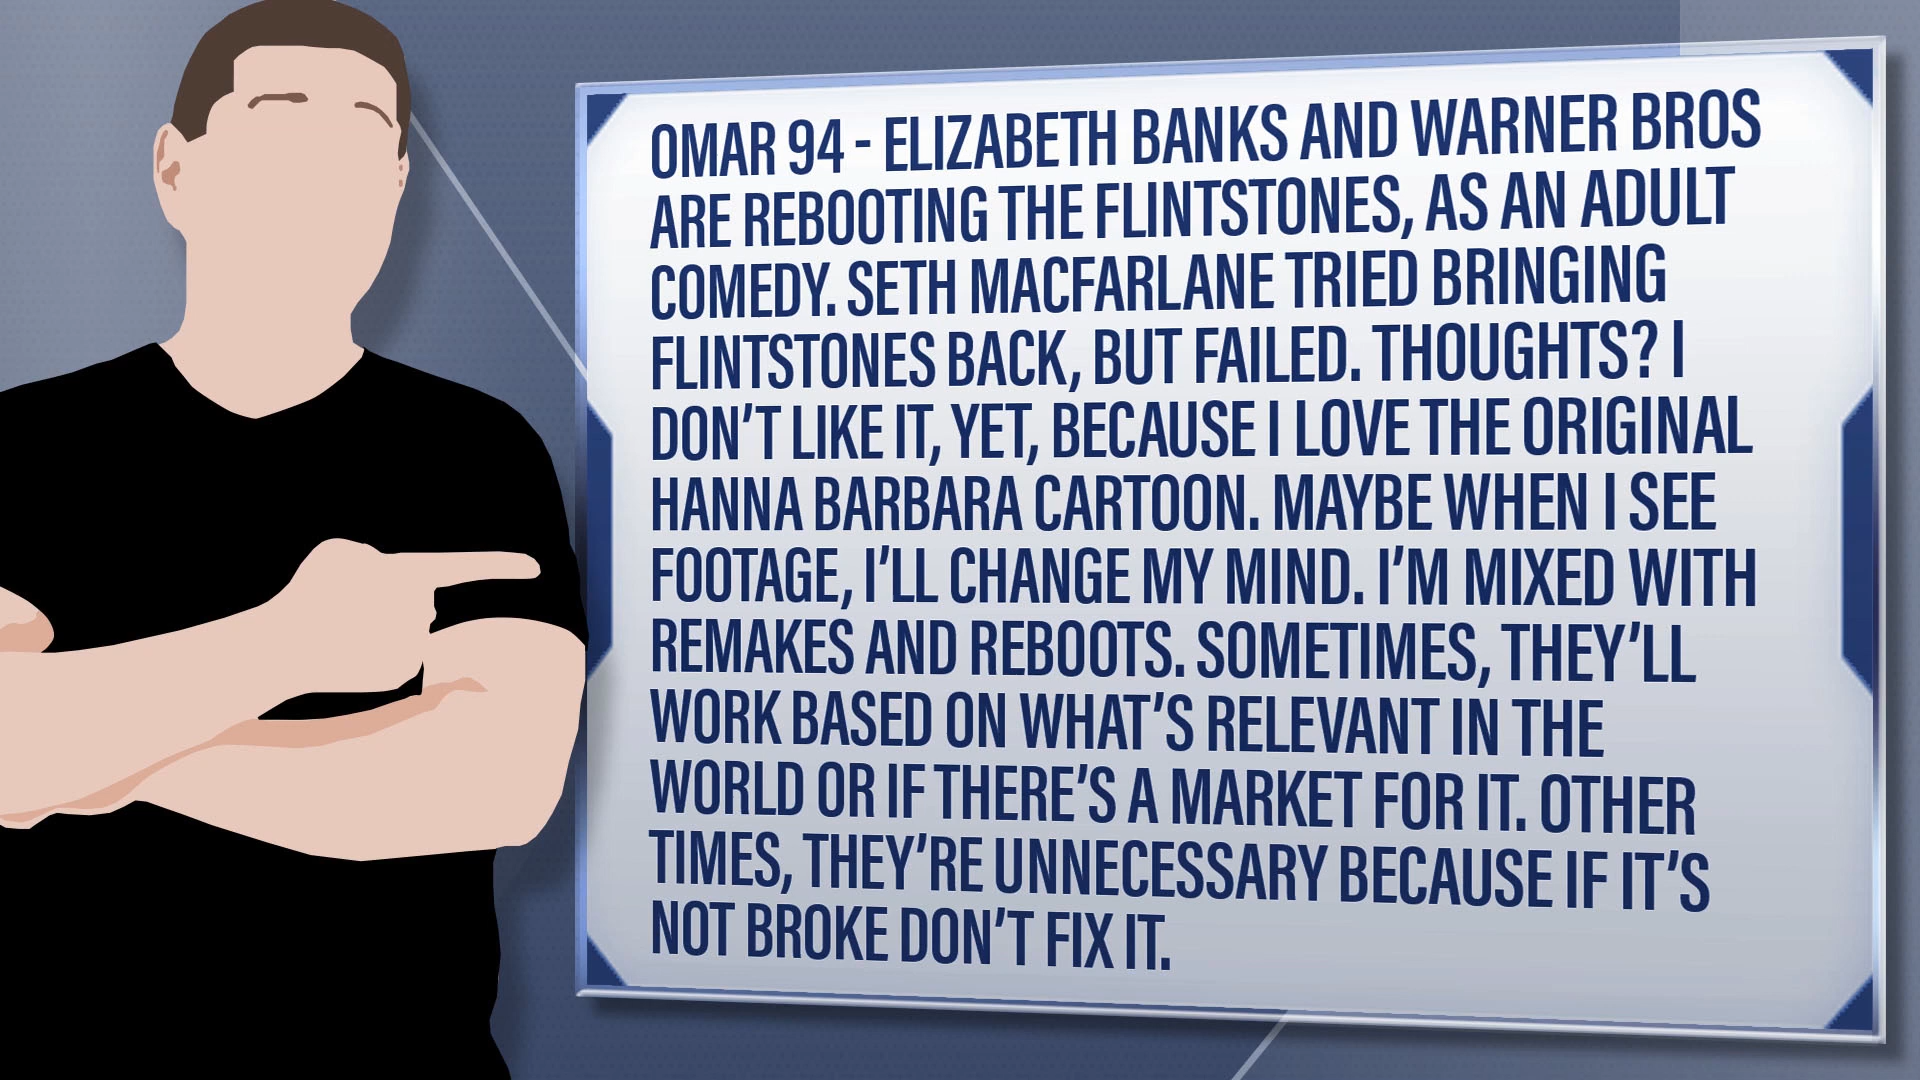 OMAR 94 - ELIZABETH BANKS AND WARNER BROS
ARE REBOOTING THE FLINTSTONES, AS AN ADULT
COMEDY. SETH MACFARLANE TRIED BRINGING
FLINTSTONES BACK, BUT FAILED. THOUGHTS? I
DON'T LIKE IT, YET, BECAUSE I LOVE THE ORIGINAL
HANNA BARBARA CARTOON. MAYBE WHEN I SEE
FOOTAGE, I'LL CHANGE MY MIND. I'M MIXED WITH
REMAKES AND REBOOTS. SOMETIMES, THEY'LL
WORK BASED ON WHAT'S RELEVANT IN THE
WORLD OR IF THERE'S A MARKET FOR IT. OTHER
TIMES, THEY'RE UNNECESSARY BECAUSE IF IT'S
NOT BROKE DON'T FIX IT.